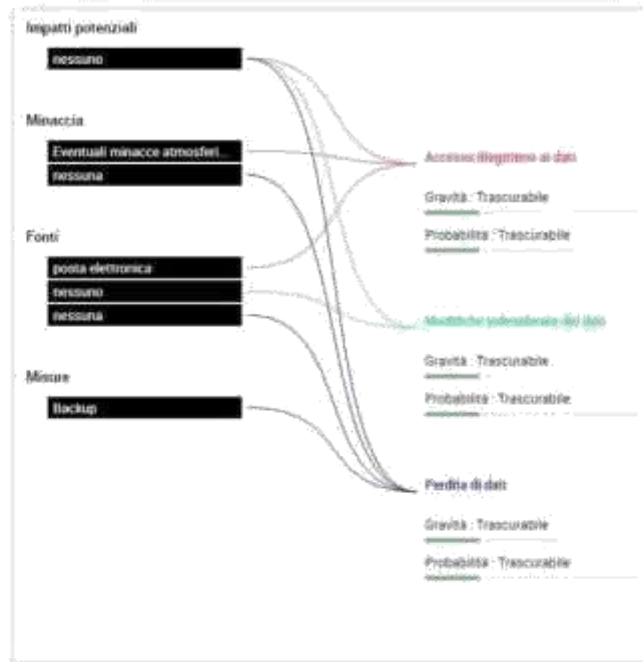 Impatti potenziali
nessuno
Minaccia
Eventuali minacce atmosferi...
nessuna
Fonti
posta elettronica
nessuno
nessuna
Misure
Backup
Accesso illegittimo ai dati
Gravità : Trascurabile
Probabilità : Trascurabile
Modifiche indesiderate dei dati
Gravità : Trascurabile
Probabilità : Trascurabile
Perdita di dati
Gravità : Trascurabile
Probabilità : Trascurabile